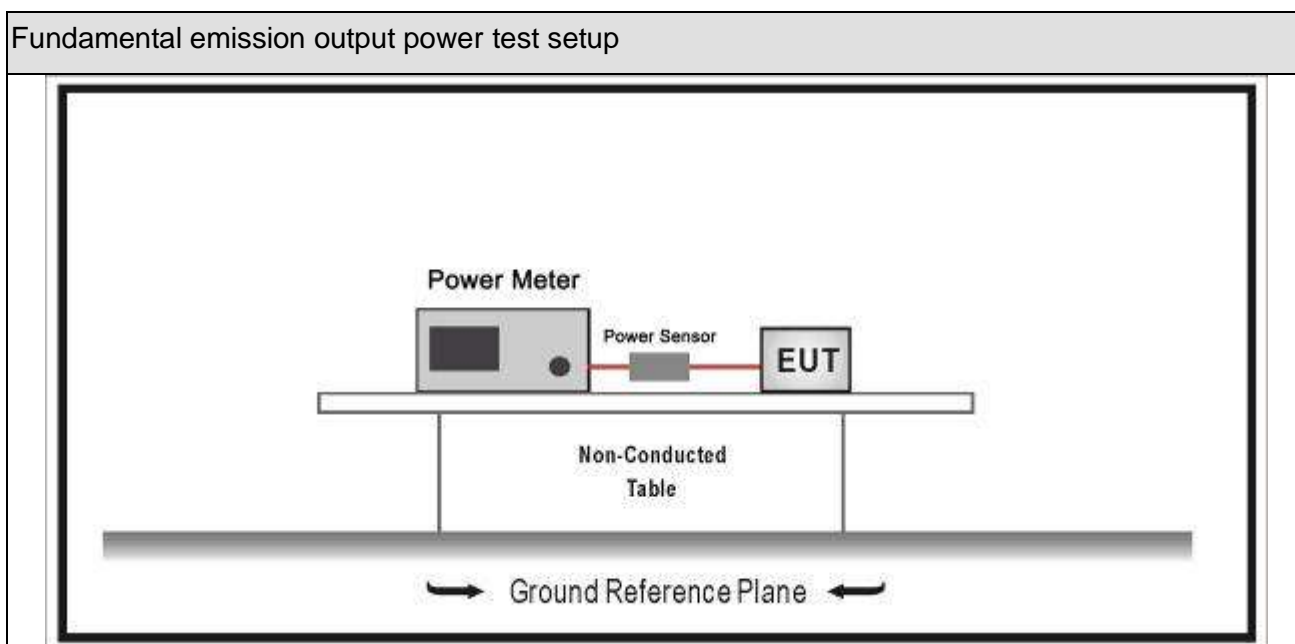 Fundamental emission output power test setup
Power Meter
Power Sensor
EUT
Non-Conducted
Table
Ground Reference Plane